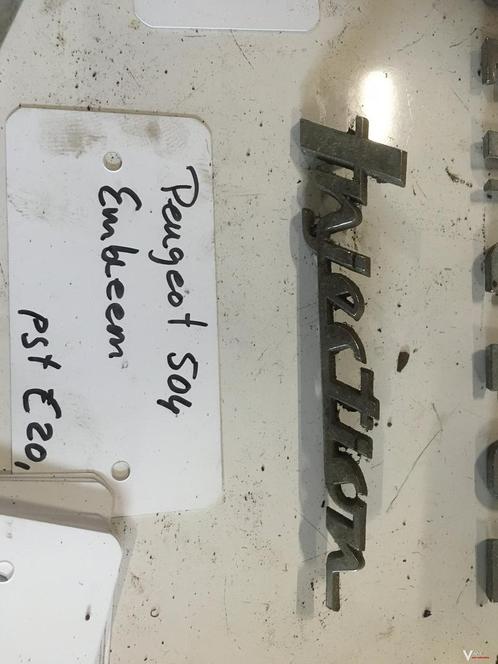 Peugeot 504
Embleem
pst €20,
Injection